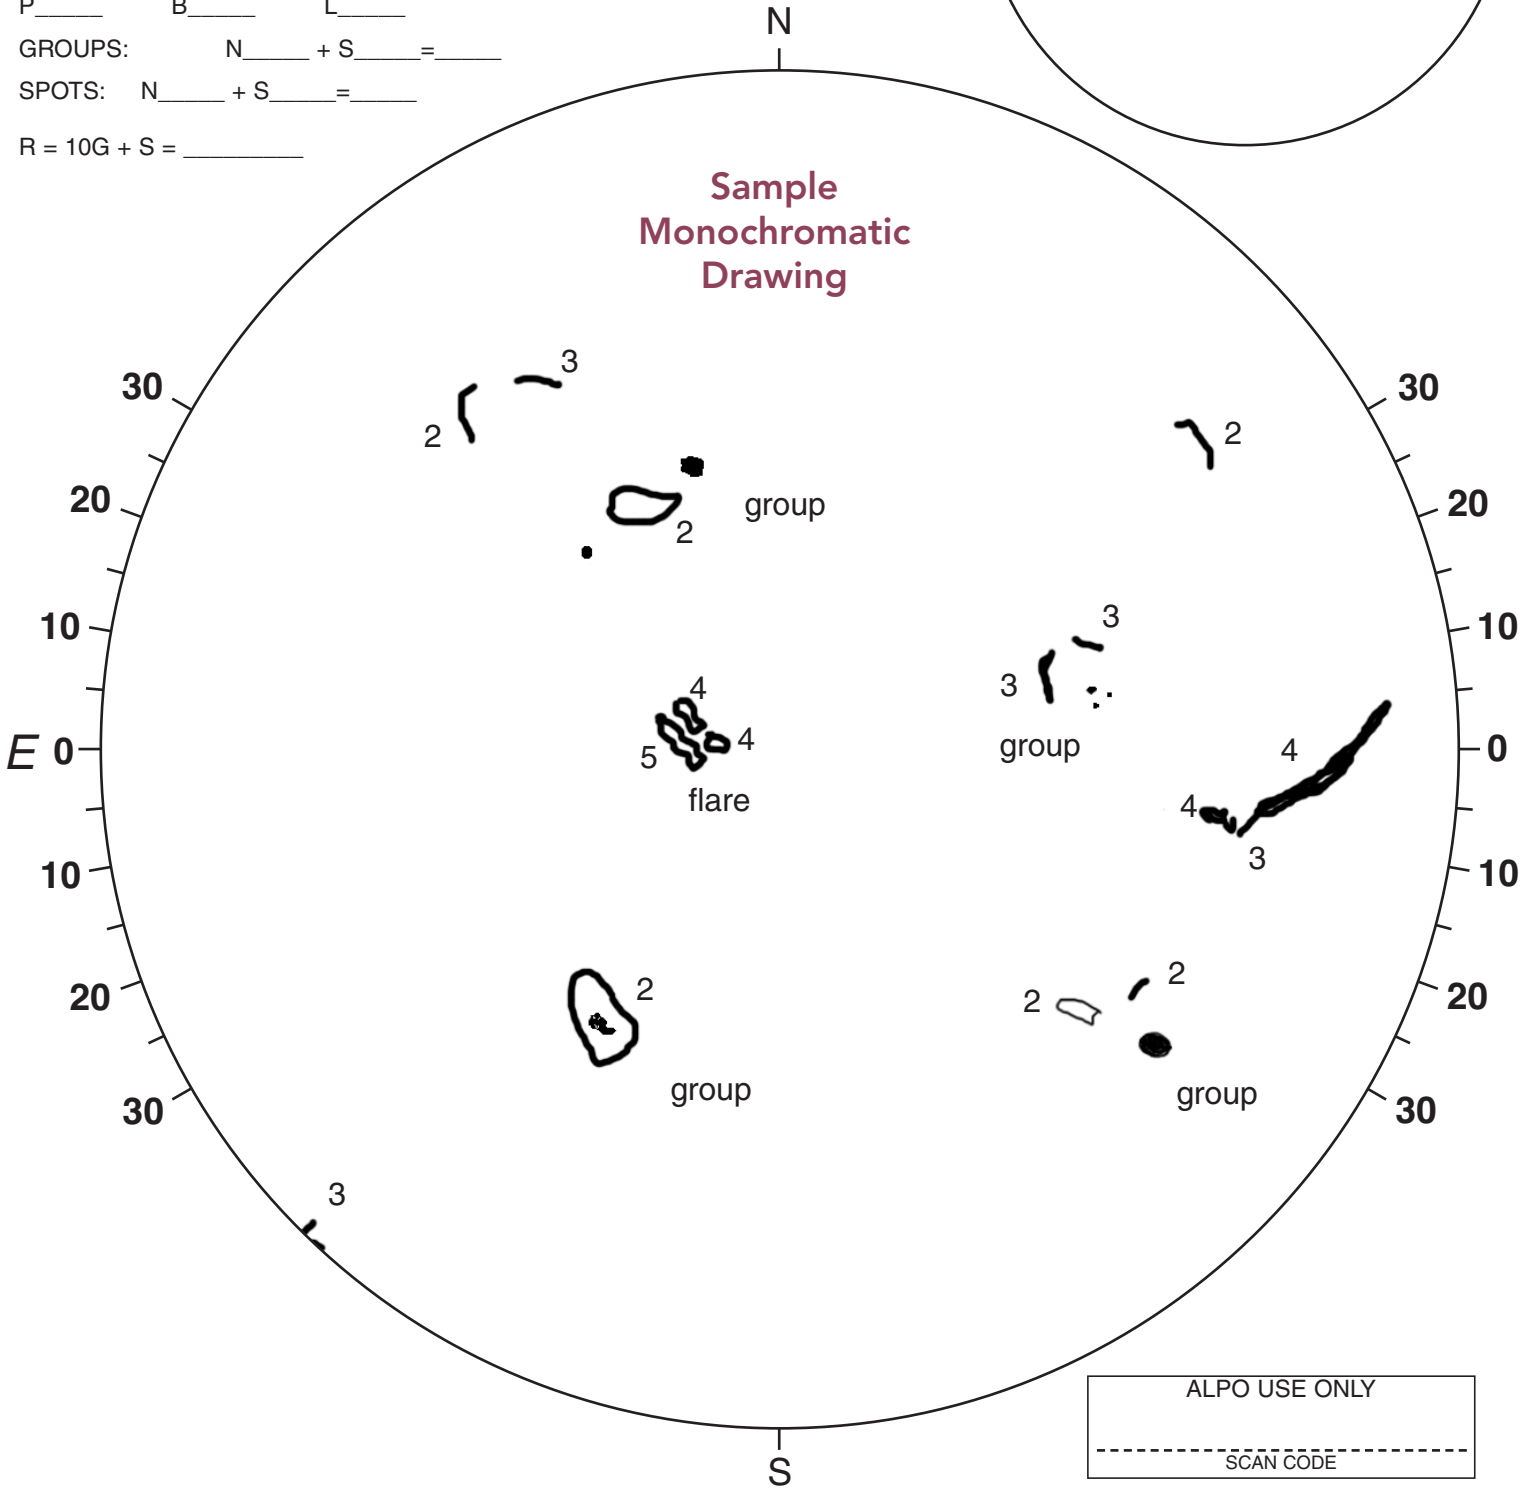 P_____ B_____ L_____
GROUPS: N_____ + S_____=_____
SPOTS: N_____ + S_____=_____
R = 10G + S = _________
N
Sample
Monochromatic
Drawing
3
30
30
2
2
20
group
20
2
3
10
10
3
4
group
E 0
5
4
4
0
flare
4
3
10
10
2
2
2
20
20
group
group
30
30
3
ALPO USE ONLY
SCAN CODE
S